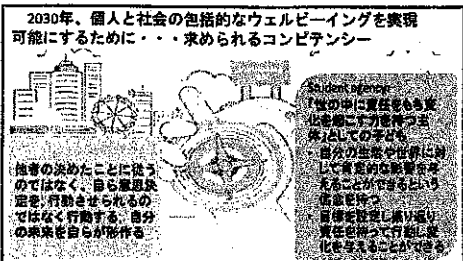 2030年、個人と社会の包括的なウェルビーイングを実現
可能にするために・・・求められるコンピテンシー
Student agency
「世の中に責任をもち変
化を起こす力を持つ主
体」としての子ども
・自分の生活や世界に対
して肯定的な影響を与
えることができるという
信念を持つ
・目標を設定し振り返り
責任を持って行動し変
化を与えることができる
他者の決めたことに従う
のではなく、自ら意思決
定を、行動させられるの
ではなく行動する、自分
の未来を自らが形作る